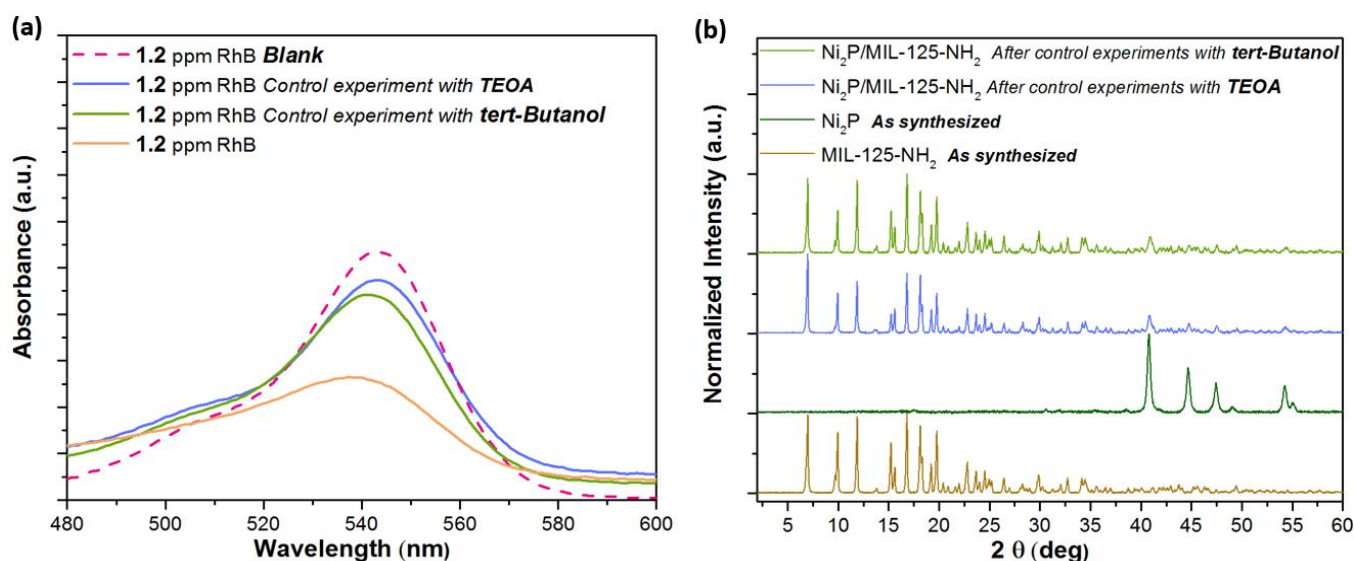 (a)
1.2 ppm RhB Blank
1.2 ppm RhB Control experiment with TEOA
1.2 ppm RhB Control experiment with tert-Butanol
1.2 ppm RhB
Absorbance (a.u.)
480 500 520 540 560 580 600
Wavelength (nm)
(b)
Ni₂P/MIL-125-NH₂ After control experiments with tert-Butanol
Ni₂P/MIL-125-NH₂ After control experiments with TEOA
Ni₂P As synthesized
MIL-125-NH₂ As synthesized
Normalized Intensity (a.u.)
5 10 15 20 25 30 35 40 45 50 55 60
2 θ (deg)